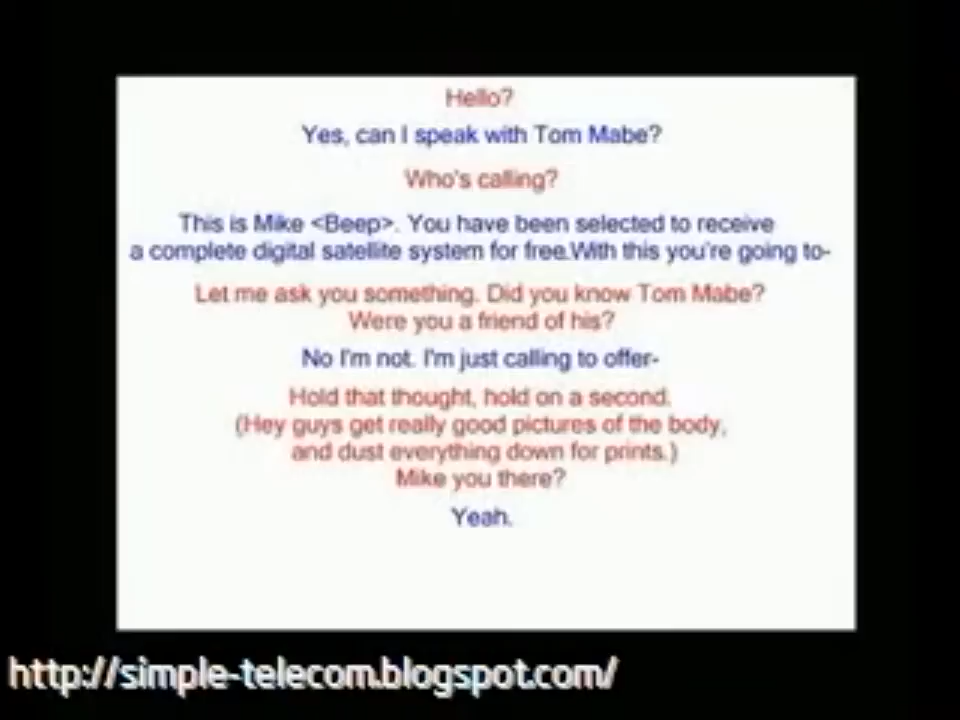 Hello?
Yes, can I speak with Tom Mabe?
Who's calling?
This is Mike <Beep>. You have been selected to receive
a complete digital satellite system for free.With this you're going to-
Let me ask you something. Did you know Tom Mabe?
Were you a friend of his?
No I'm not. I'm just calling to offer-
Hold that thought, hold on a second.
(Hey guys get really good pictures of the body,
and dust everything down for prints.)
Mike you there?
Yeah.
http://simple-telecom.blogspot.com/